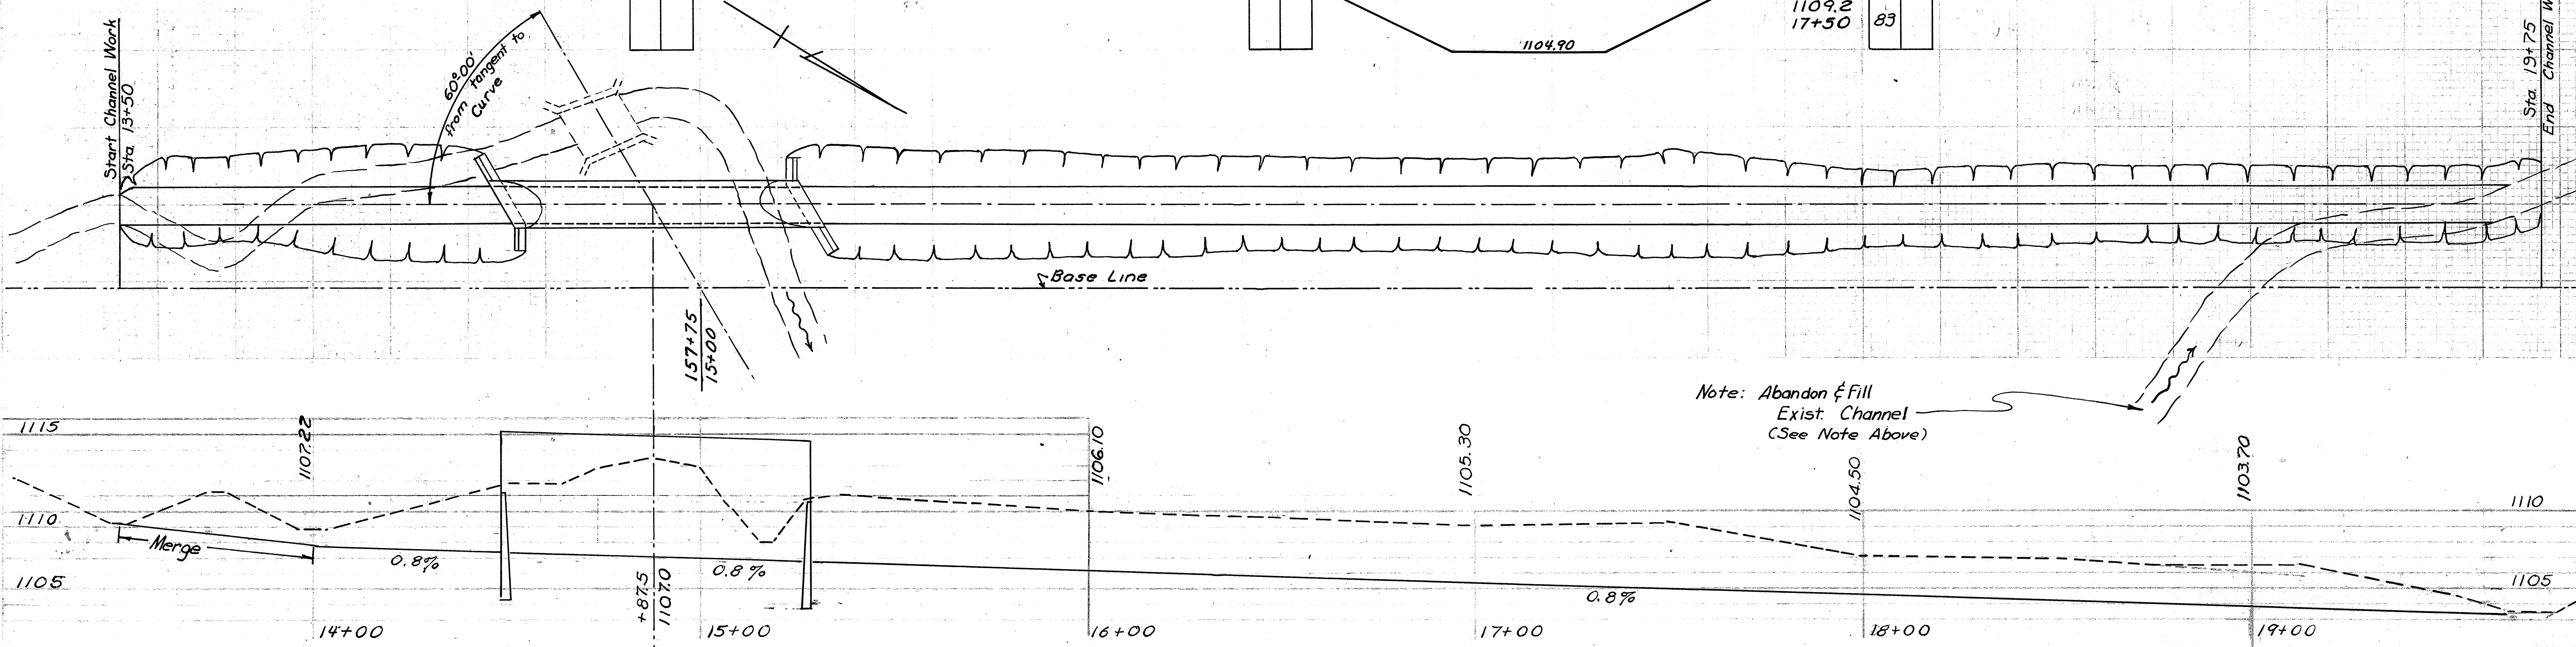 Start Channel Work
Sta. 13+50
60°00'
from tangent to
Curve
1104.90
1109.2
17+50
83
Sta. 19+75
End Channel W
Base Line
157+75
15+00
Note: Abandon & Fill
Exist. Channel
(See Note Above)
1115
1107.22
1106.10
1105.30
1104.50
1103.70
1110
1110
Merge
0.8%
0.8%
0.8%
1105
1105
+87.5
1107.0
14+00
15+00
16+00
17+00
18+00
19+00